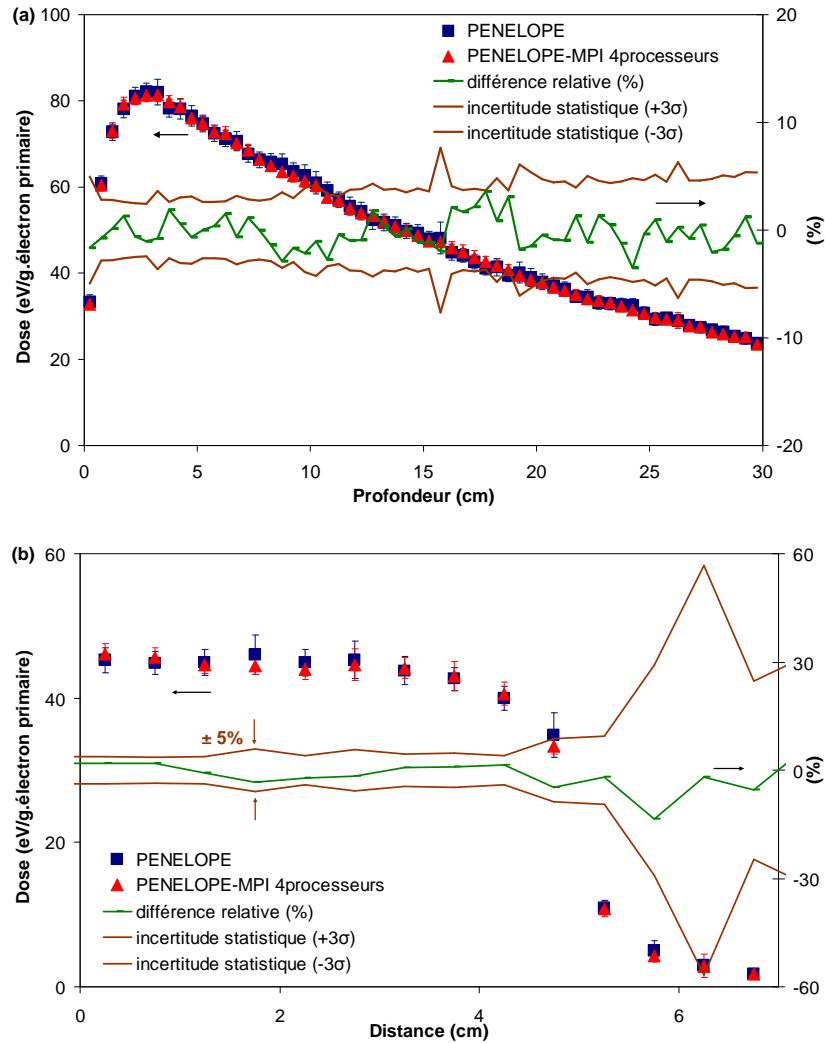 (a)
100
80
60
40
20
0
Dose (eV/g.électron primaire)
PENELOPE
PENELOPE-MPI 4processeurs
différence relative (%)
incertitude statistique (+3σ)
incertitude statistique (-3σ)
20
10
0
-10
-20
(%)
0 5 10 15 20 25 30
Profondeur (cm)
(b)
60
40
20
0
Dose (eV/g.électron primaire)
± 5%
PENELOPE
PENELOPE-MPI 4processeurs
différence relative (%)
incertitude statistique (+3σ)
incertitude statistique (-3σ)
60
30
0
-30
-60
(%)
0 2 4 6
Distance (cm)